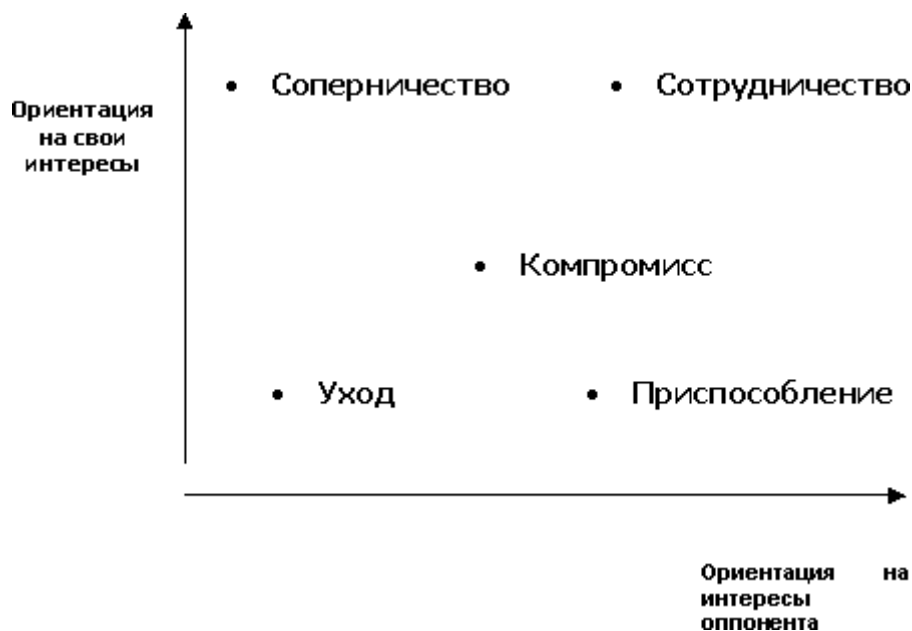 • Соперничество
• Сотрудничество
Ориентация
на свои
интересы
• Компромисс
• Уход
• Приспособление
Ориентация на
интересы
оппонента